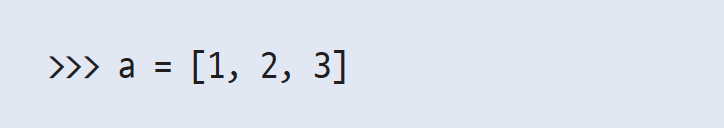 >>> a = [1, 2, 3]